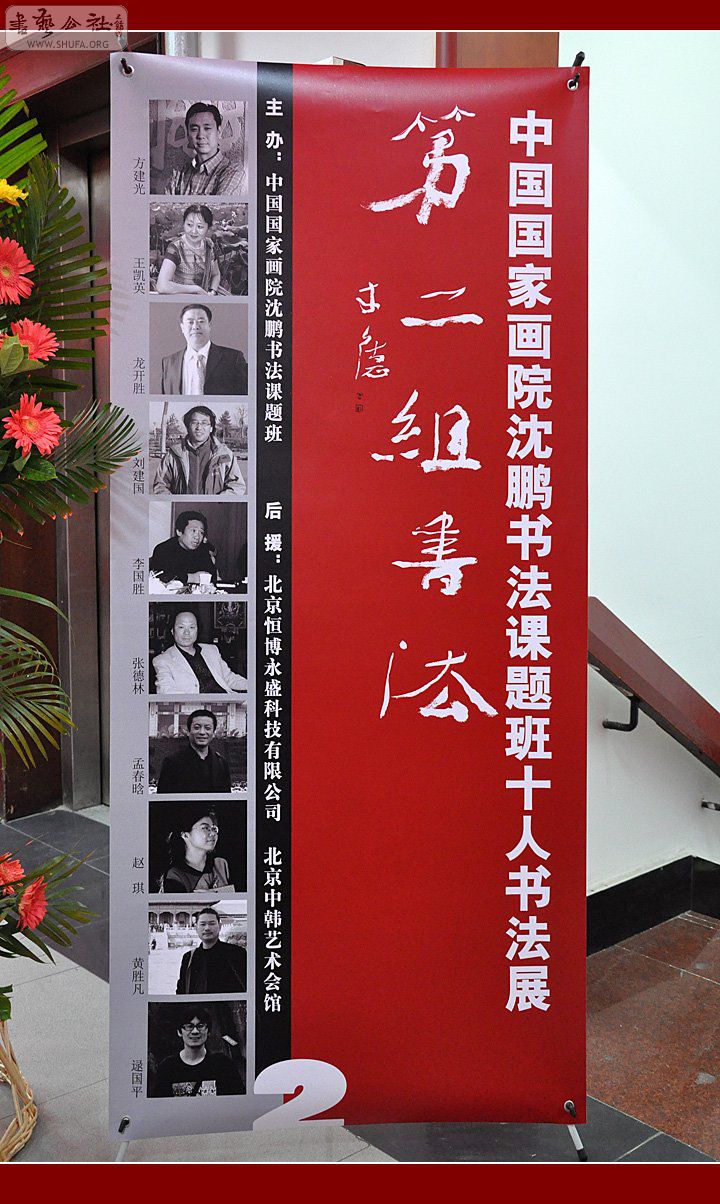 書藝公社
WWW.SHUFA.ORG
中国国家画院沈鹏书法课题班十人书法展
第二组书法
主办：中国国家画院沈鹏书法课题班
后援：北京恒博永盛科技有限公司 北京中韩艺术会馆
方建光
王凯英
龙开胜
刘建国
李国胜
张德林
孟春晗
赵琪
黄胜凡
逯国平
2